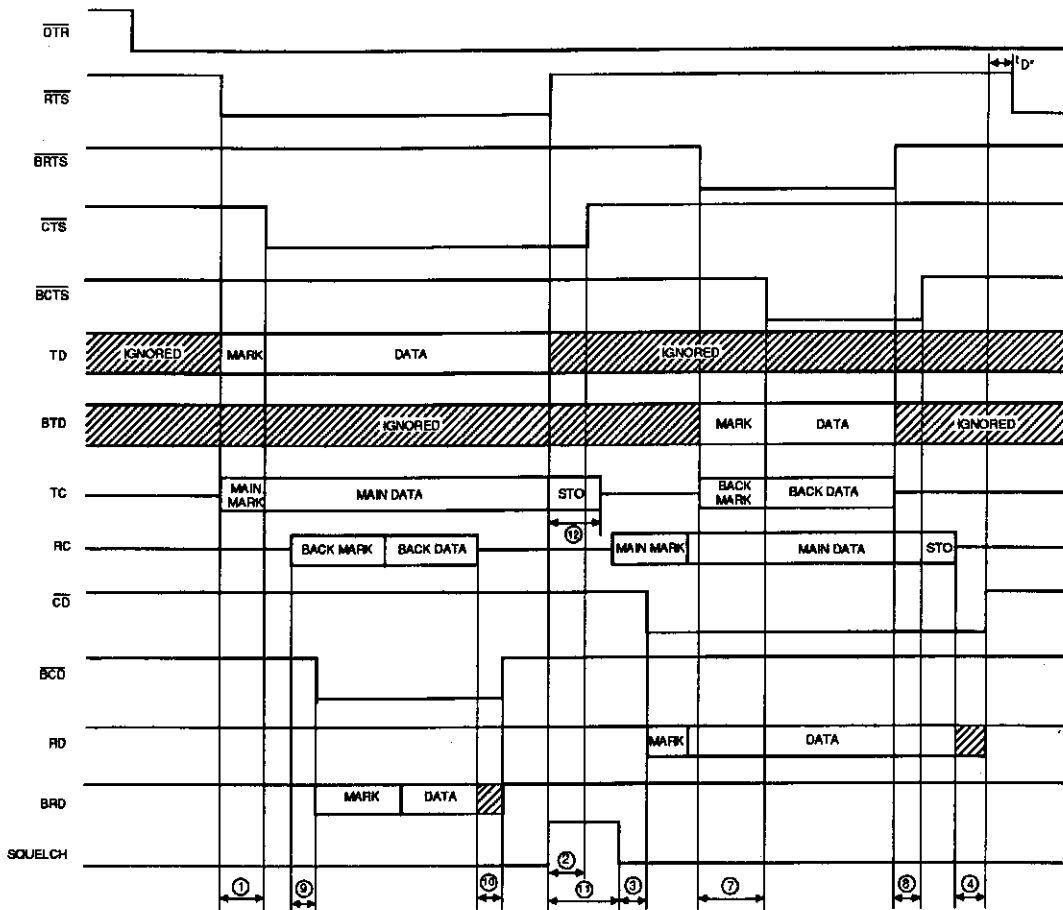 DTR
tD*
RTS
BRTS
CTS
BCTS
TD IGNORED MARK DATA IGNORED
BTD IGNORED MARK DATA IGNORED
TC MAIN MARK MAIN DATA STO BACK MARK BACK DATA
⑫
RC BACK MARK BACK DATA MAIN MARK MAIN DATA STO
CD
BCD
RD MARK DATA
BRD MARK DATA
SQUELCH
②
① ⑨ ⑩ ⑪ ③ ⑦ ⑧ ④